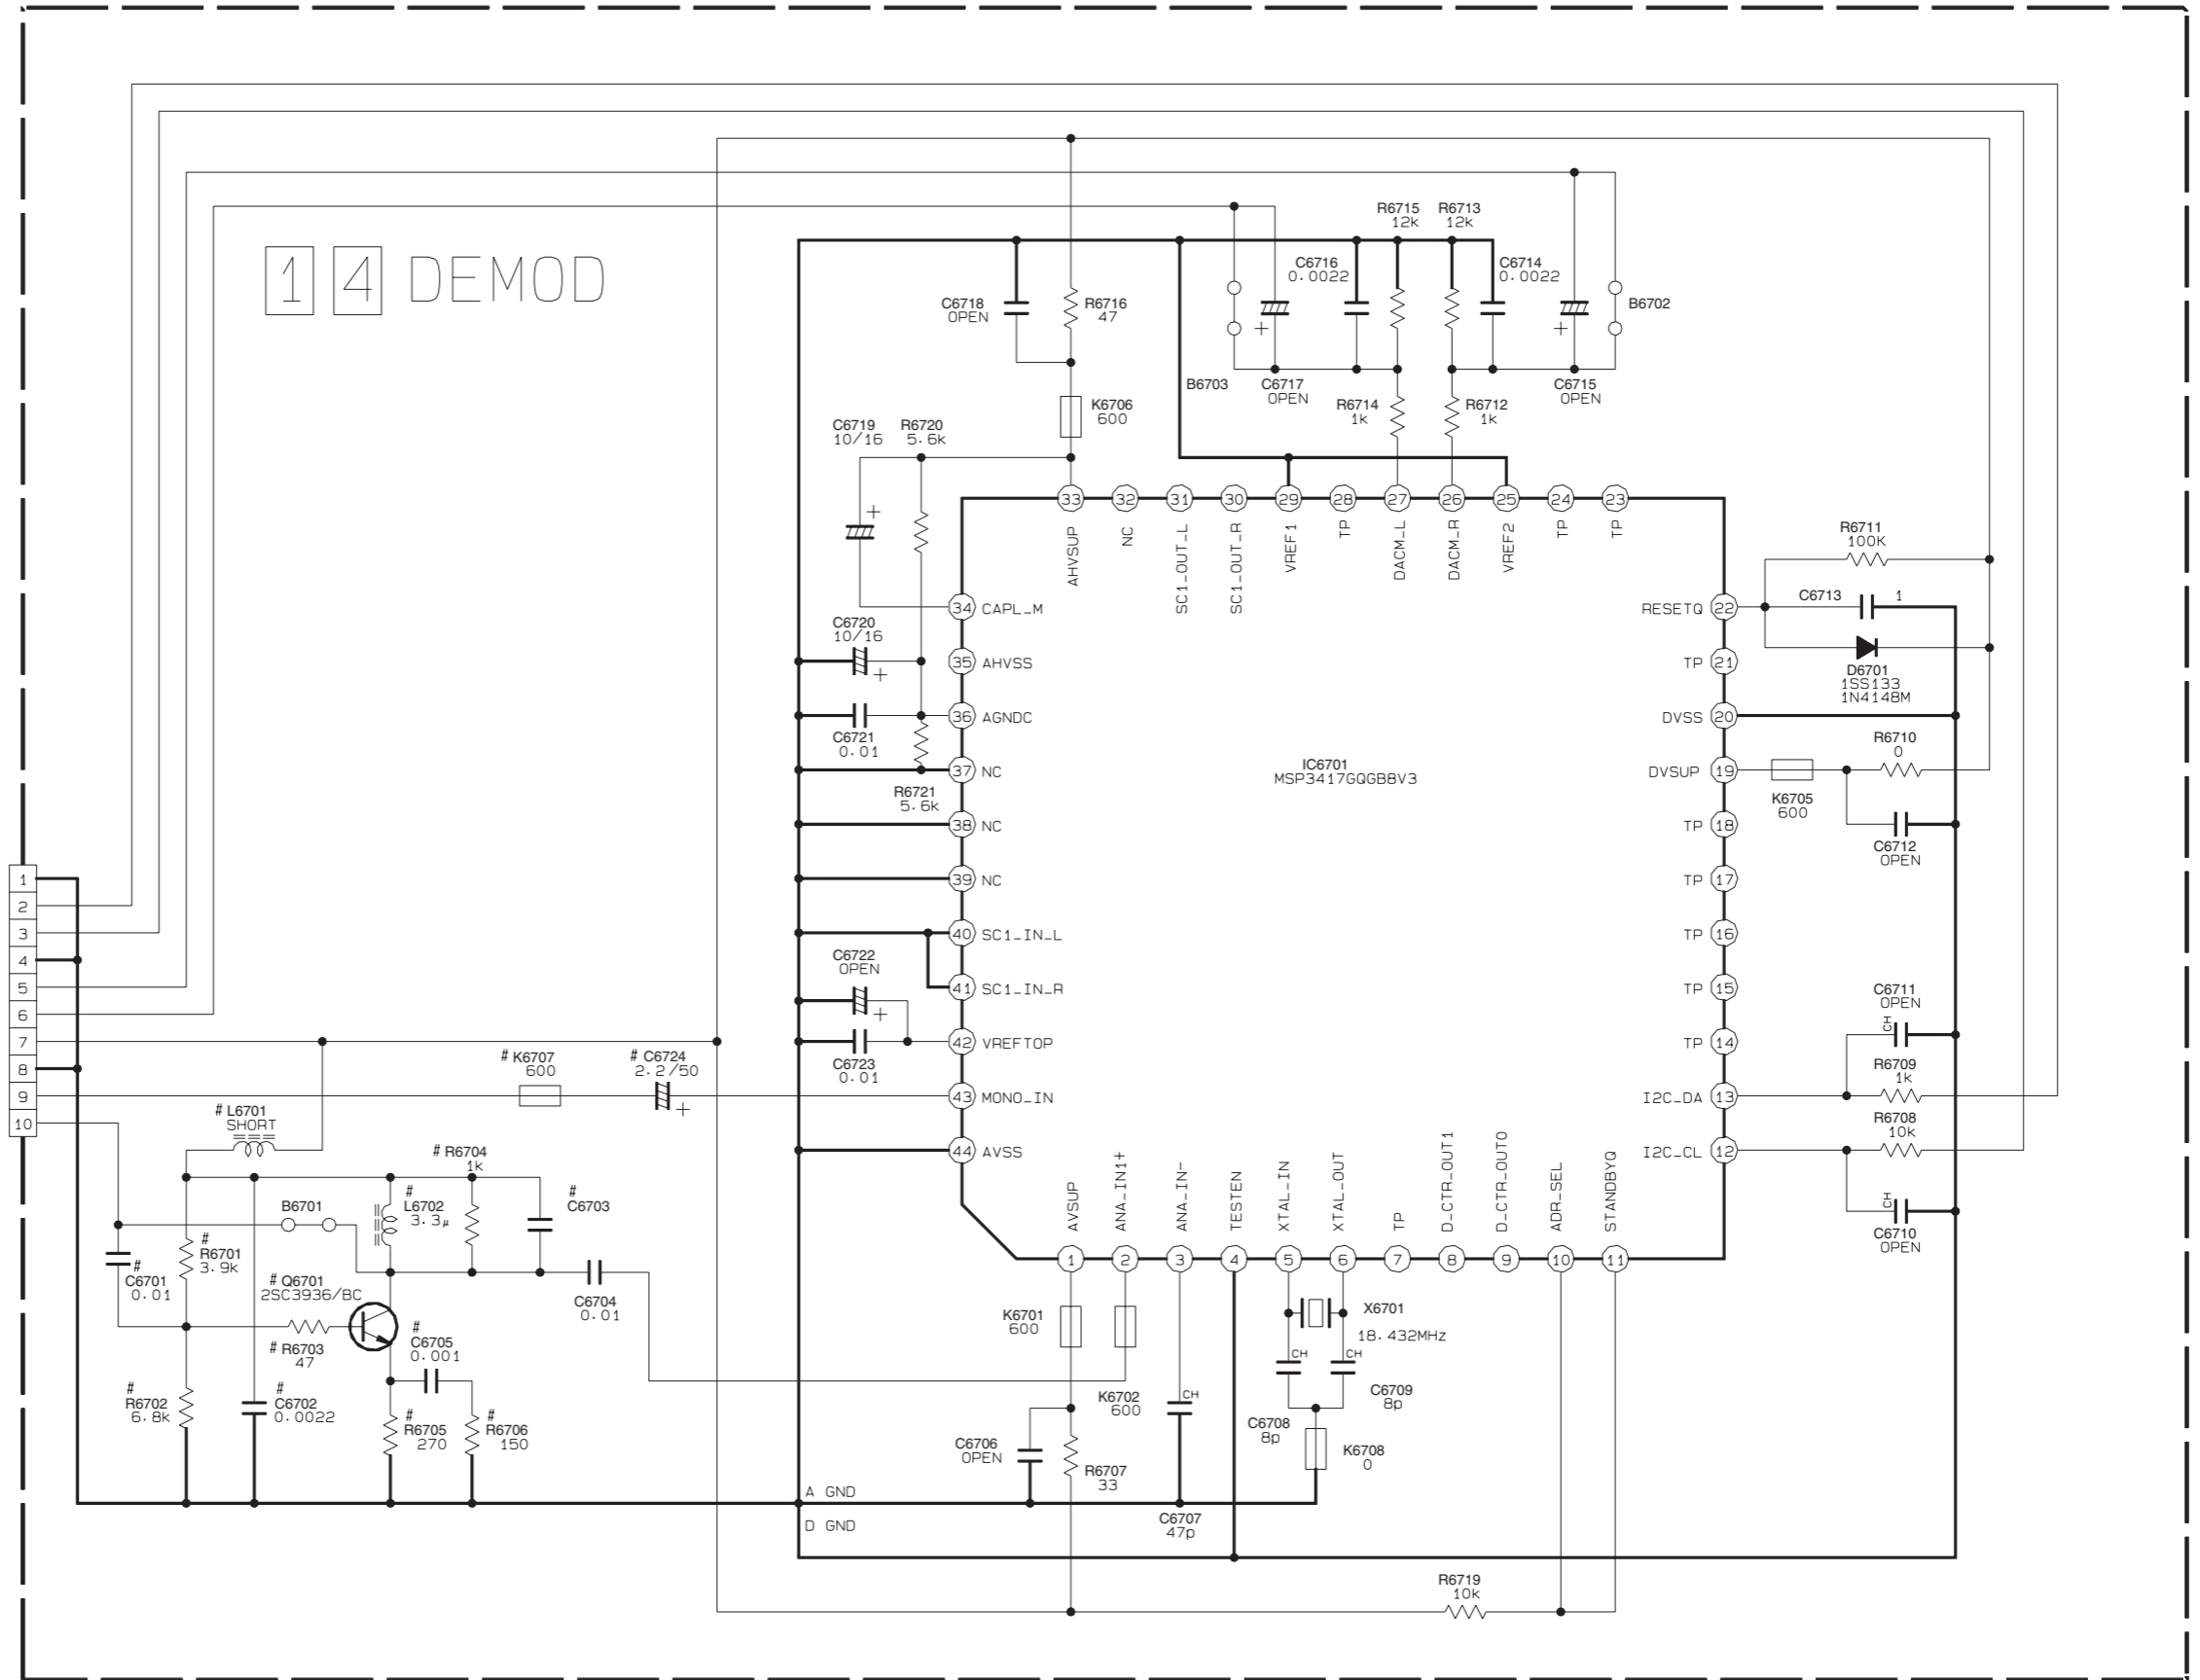 1 4 DEMOD
R6715
12k
R6713
12k
C6716
0.0022
C6714
0.0022
C6718
OPEN
R6716
47
+
+
B6702
B6703
C6717
OPEN
C6715
OPEN
K6706
600
R6714
1k
R6712
1k
C6719
10/16
R6720
5.6k
+
33 32 31 30 29 28 27 26 25 24 23
AHVSUP
NC
SC1_OUT_L
SC1_OUT_R
VREF1
TP
DACM_L
DACM_R
VREF2
TP
TP
R6711
100K
34 CAPL_M
RESETQ 22
C6713 1
C6720
10/16
+
35 AHVSS
TP 21
D6701
1SS133
1N4148M
36 AGNDC
DVSS 20
C6721
0.01
R6710
0
IC6701
MSP3417GQGB8V3
37 NC
DVSUP 19
R6721
5.6k
K6705
600
38 NC
TP 18
C6712
OPEN
39 NC
TP 17
1
2
3
4
5
6
7
8
9
10
40 SC1_IN_L
TP 16
C6722
OPEN
+
41 SC1_IN_R
TP 15
C6711
OPEN
CH
42 VREFTOP
TP 14
C6723
0.01
# K6707
600
# C6724
2.2/50
+
R6709
1k
43 MONO_IN
I2C_DA 13
# L6701
SHORT
R6708
10k
44 AVSS
I2C_CL 12
# R6704
1k
#
L6702
3.3μ
#
C6703
B6701
CH
C6710
OPEN
AVSUP
ANA_IN1+
ANA_IN-
TESTEN
XTAL_IN
XTAL_OUT
TP
D_CTR_OUT1
D_CTR_OUT0
ADR_SEL
STANDBYQ
1 2 3 4 5 6 7 8 9 10 11
#
R6701
3.9k
#
C6701
0.01
# Q6701
2SC3936/BC
C6704
0.01
K6701
600
X6701
18.432MHz
#
C6705
0.001
# R6703
47
CH
CH
#
R6702
6.8k
#
C6702
0.0022
K6702
600
CH
C6709
8p
#
R6705
270
#
R6706
150
C6708
8p
C6706
OPEN
K6708
0
R6707
33
A GND
C6707
47p
D GND
R6719
10k